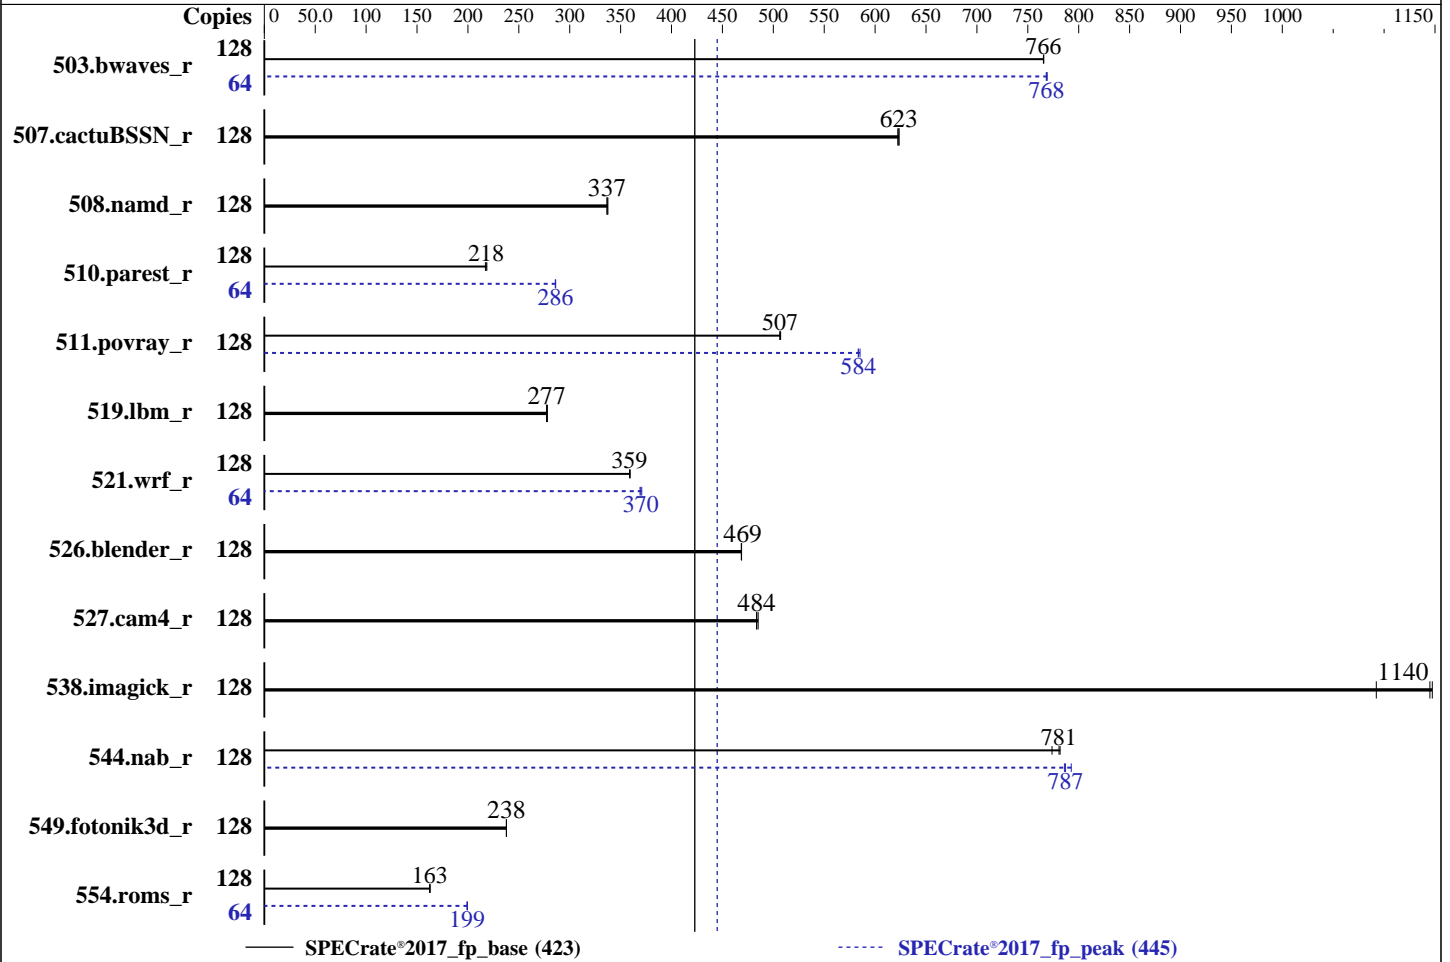 Copies 0 50.0 100 150 200 250 300 350 400 450 500 550 600 650 700 750 800 850 900 950 1000 1150
503.bwaves_r 128 766
64 768
507.cactuBSSN_r 128 623
508.namd_r 128 337
510.parest_r 128 218
64 286
511.povray_r 128 507
584
519.lbm_r 128 277
521.wrf_r 128 359
64 370
526.blender_r 128 469
527.cam4_r 128 484
538.imagick_r 128 1140
544.nab_r 128 781
787
549.fotonik3d_r 128 238
554.roms_r 128 163
64 199
SPECrate®2017_fp_base (423) SPECrate®2017_fp_peak (445)